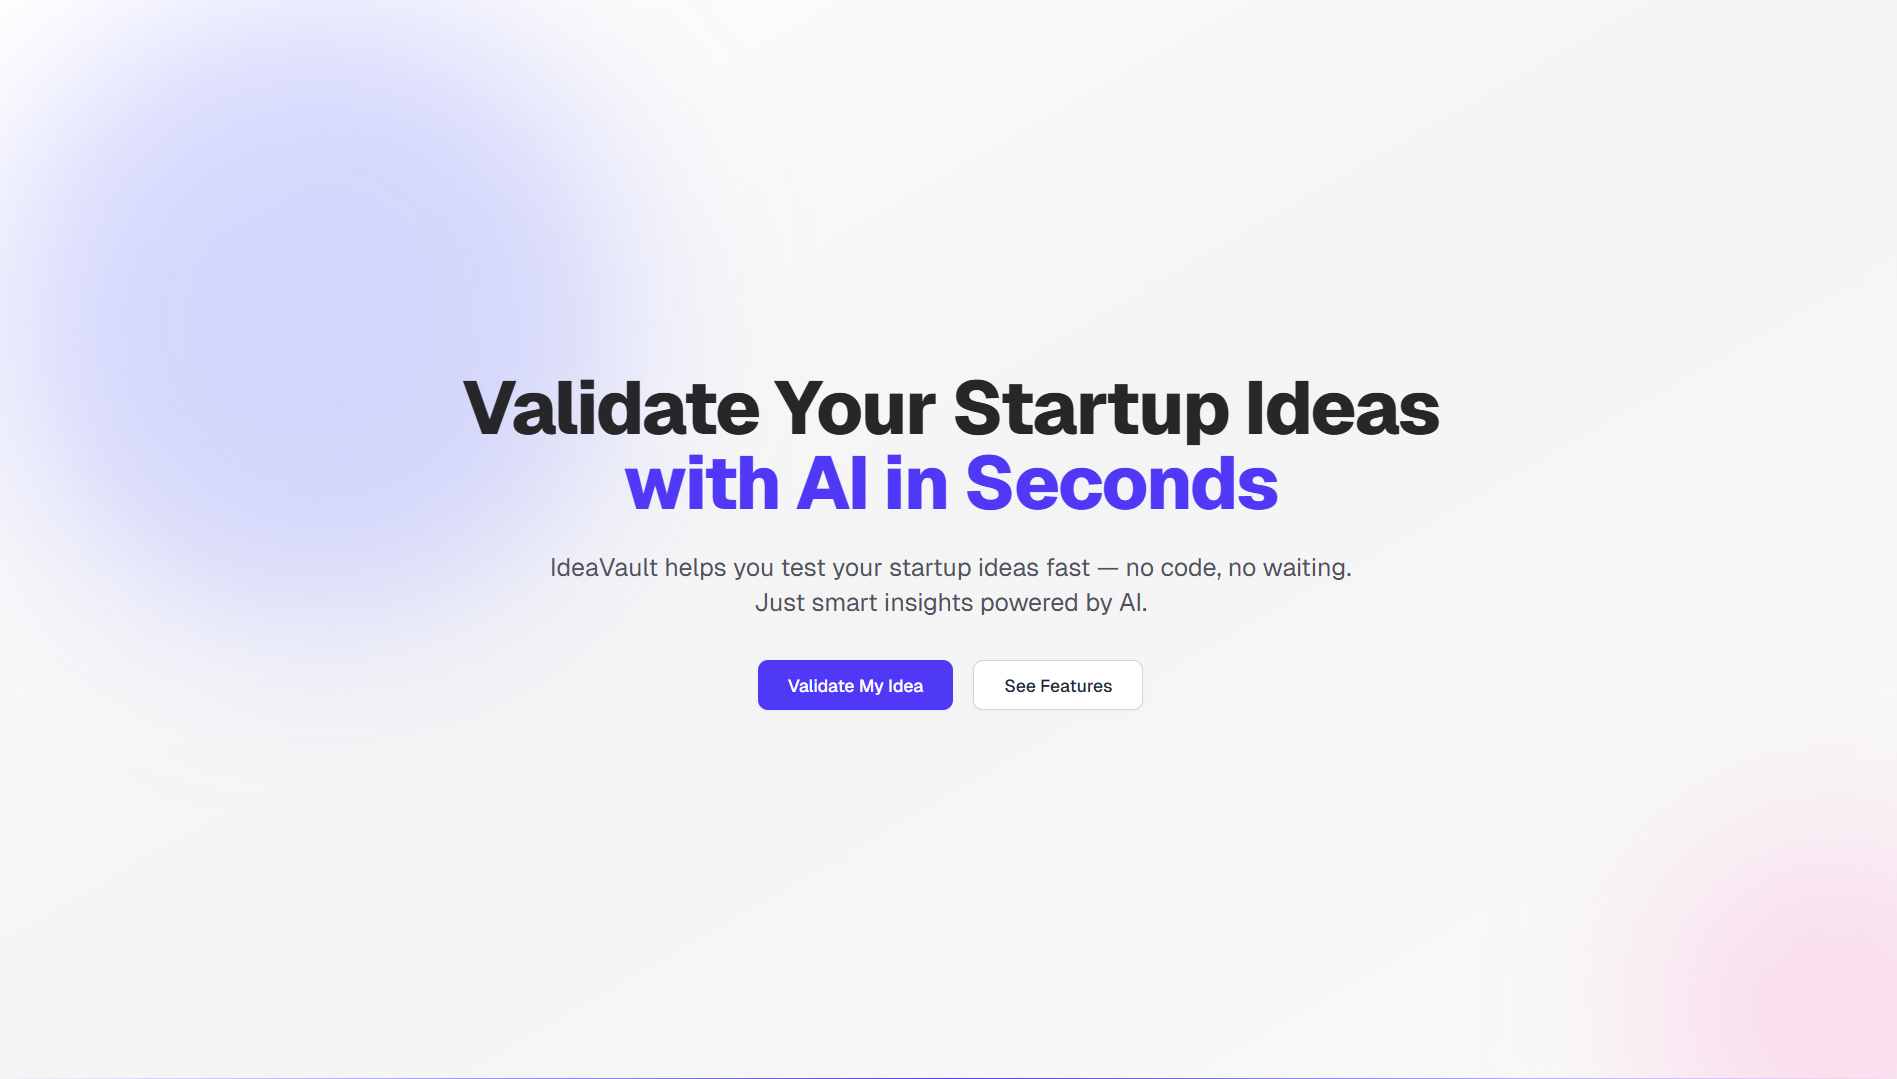 Validate Your Startup Ideas
with AI in Seconds
IdeaVault helps you test your startup ideas fast — no code, no waiting.
Just smart insights powered by AI.
Validate My Idea
See Features